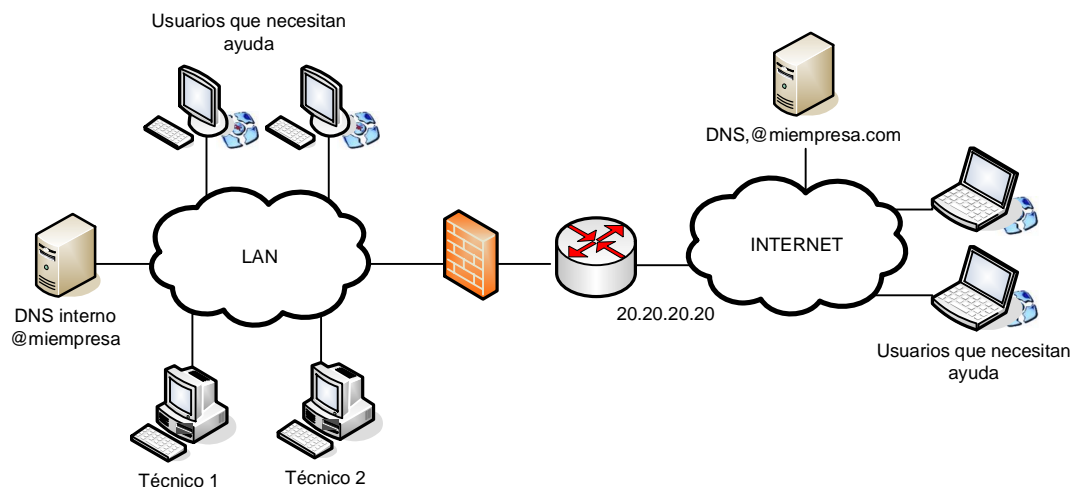 Usuarios que necesitan
ayuda
DNS,@miempresa.com
LAN
INTERNET
DNS interno
@miempresa
20.20.20.20
Usuarios que necesitan
ayuda
Técnico 1
Técnico 2